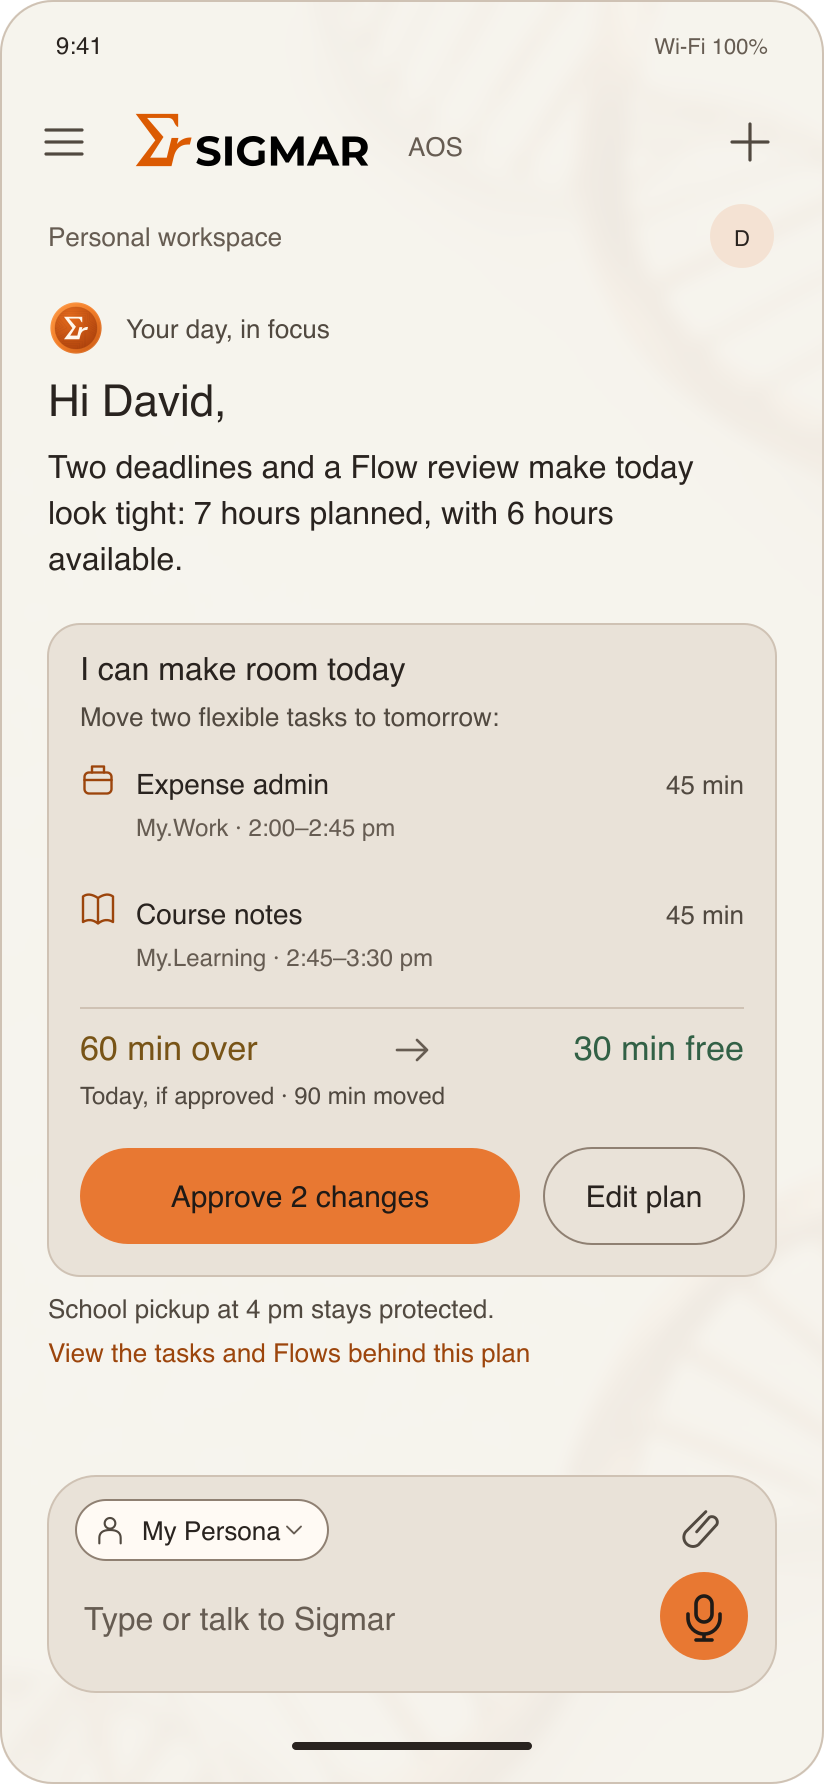 9:41
Wi-Fi 100%
Σr SIGMAR AOS
Personal workspace
D
Σr
Your day, in focus
Hi David,
Two deadlines and a Flow review make today
look tight: 7 hours planned, with 6 hours
available.
I can make room today
Move two flexible tasks to tomorrow:
Expense admin
45 min
My.Work · 2:00–2:45 pm
Course notes
45 min
My.Learning · 2:45–3:30 pm
60 min over → 30 min free
Today, if approved · 90 min moved
Approve 2 changes
Edit plan
School pickup at 4 pm stays protected.
View the tasks and Flows behind this plan
My Persona
Type or talk to Sigmar